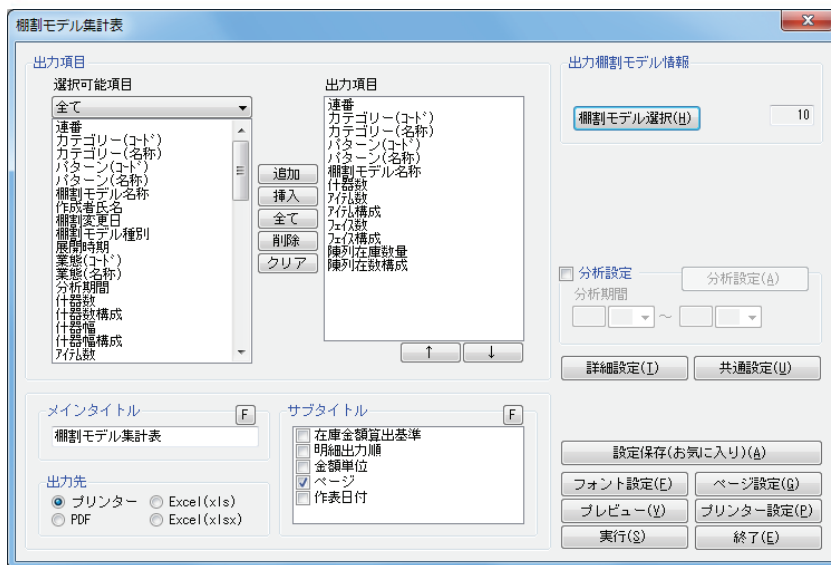 棚割モデル集計表
出力項目
選択可能項目
全て
連番
カテゴリー(コード)
カテゴリー(名称)
パターン(コード)
パターン(名称)
棚割モデル名称
作成者氏名
棚割変更日
棚割モデル種別
展開時期
業態(コード)
業態(名称)
分析期間
什器数
什器数構成
什器幅
什器幅構成
アイテム数
追加
挿入
全て
削除
クリア
出力項目
連番
カテゴリー(コード)
カテゴリー(名称)
パターン(コード)
パターン(名称)
棚割モデル名称
什器数
アイテム数
アイテム構成
フェイス数
フェイス構成
陳列在庫数量
陳列在数構成
↑ ↓
出力棚割モデル情報
棚割モデル選択(H) 10
分析設定 分析設定(A)
分析期間
~
詳細設定(T) 共通設定(U)
メインタイトル F
棚割モデル集計表
出力先
プリンター Excel(xls)
PDF Excel(xlsx)
サブタイトル F
在庫金額算出基準
明細出力順
金額単位
ページ
作表日付
設定保存(お気に入り)(A)
フォント設定(F) ページ設定(G)
プレビュー(V) プリンター設定(P)
実行(S) 終了(E)